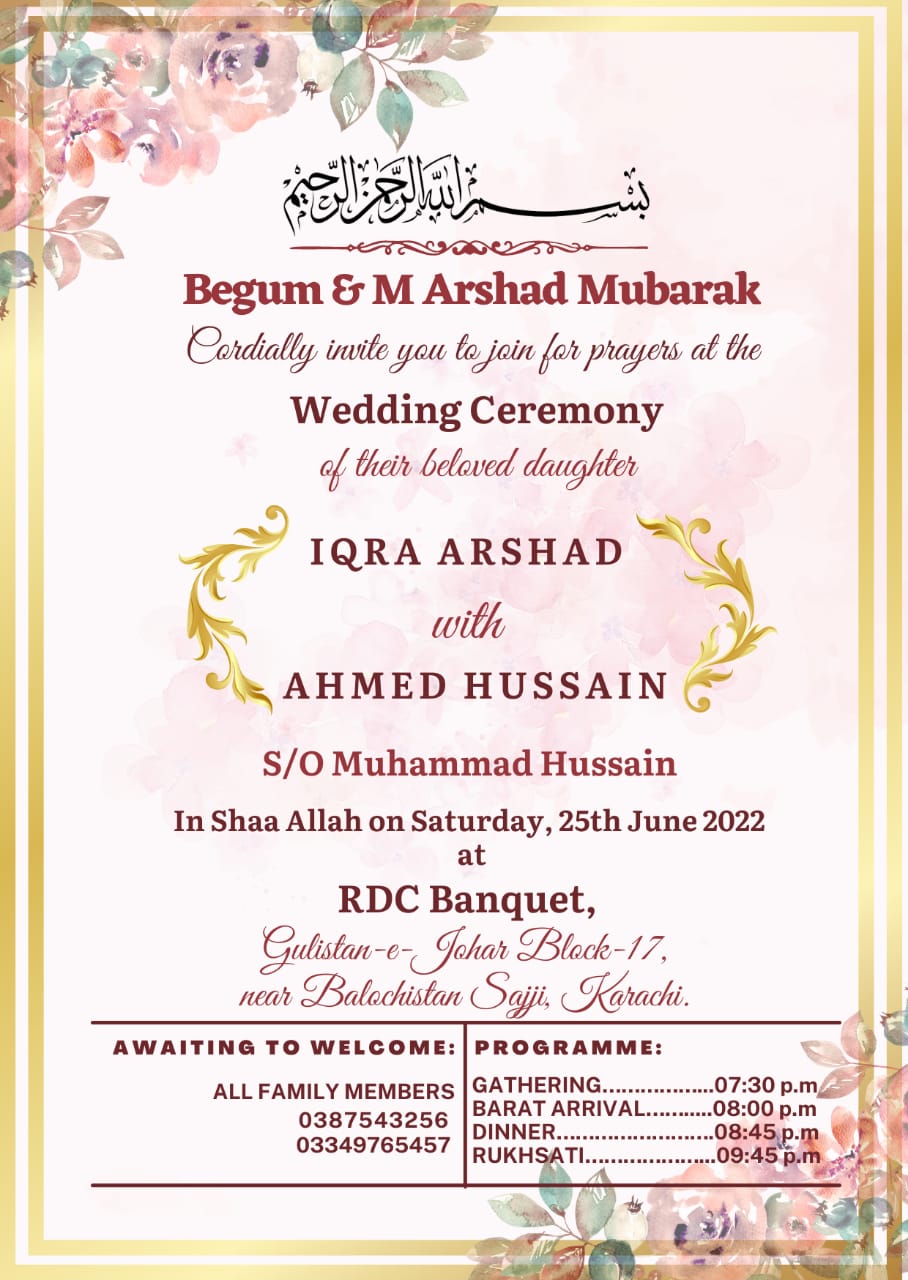 بسم الله الرحمن الرحيم
Begum & M Arshad Mubarak
Cordially invite you to join for prayers at the
Wedding Ceremony
of their beloved daughter
IQRA ARSHAD
with
AHMED HUSSAIN
S/O Muhammad Hussain
In Shaa Allah on Saturday, 25th June 2022
at
RDC Banquet,
Gulistan-e-Johar Block-17,
near Balochistan Sajji, Karachi.
AWAITING TO WELCOME:
ALL FAMILY MEMBERS
0387543256
03349765457
PROGRAMME:
GATHERING..................07:30 p.m
BARAT ARRIVAL...........08:00 p.m
DINNER.........................08:45 p.m
RUKHSATI.....................09:45 p.m